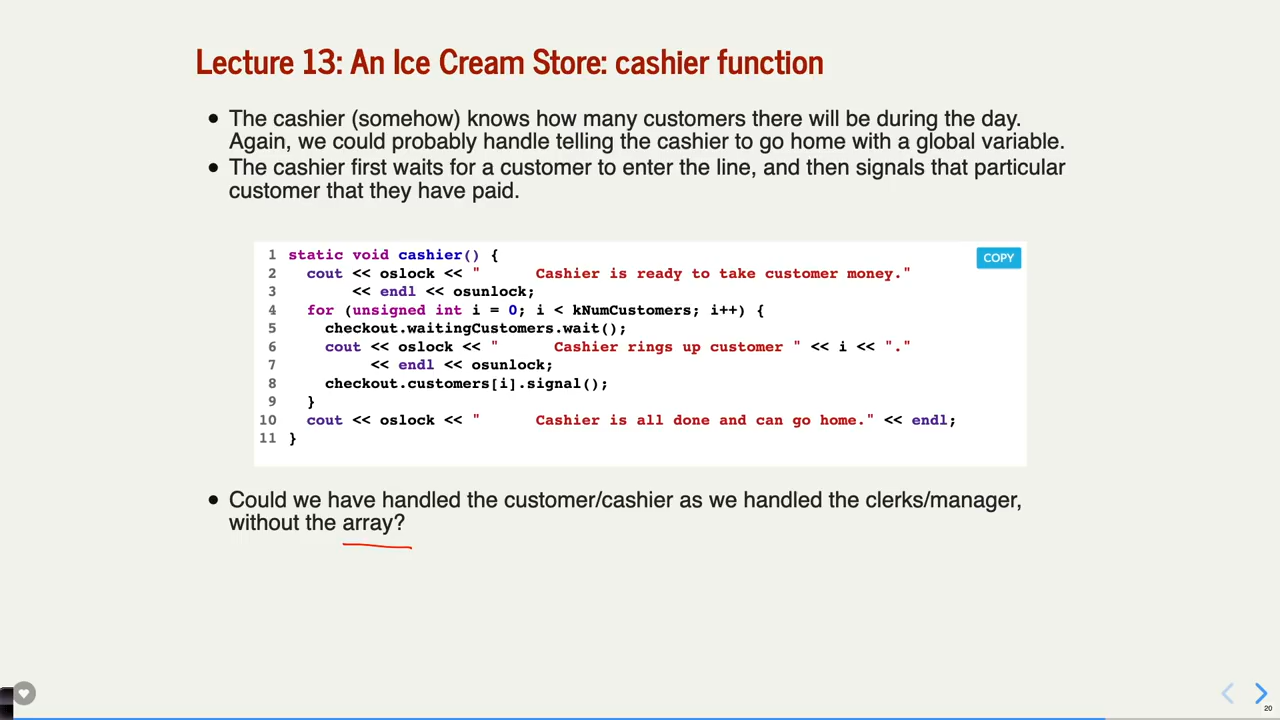 Lecture 13: An Ice Cream Store: cashier function
● The cashier (somehow) knows how many customers there will be during the day.
Again, we could probably handle telling the cashier to go home with a global variable.
● The cashier first waits for a customer to enter the line, and then signals that particular
customer that they have paid.
COPY
1 static void cashier() {
2   cout << oslock << "      Cashier is ready to take customer money."
3        << endl << osunlock;
4   for (unsigned int i = 0; i < kNumCustomers; i++) {
5     checkout.waitingCustomers.wait();
6     cout << oslock << "      Cashier rings up customer " << i << "."
7          << endl << osunlock;
8     checkout.customers[i].signal();
9   }
10   cout << oslock << "      Cashier is all done and can go home." << endl;
11 }
● Could we have handled the customer/cashier as we handled the clerks/manager,
without the array?
20